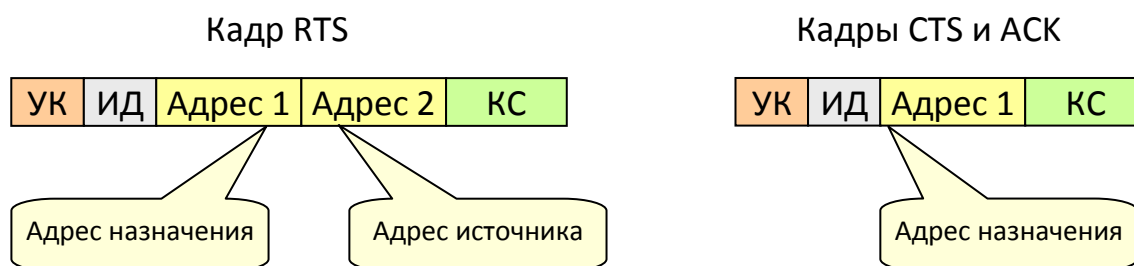 Кадр RTS
УК ИД Адрес 1 Адрес 2 КС
Адрес назначения
Адрес источника
Кадры CTS и ACK
УК ИД Адрес 1 КС
Адрес назначения